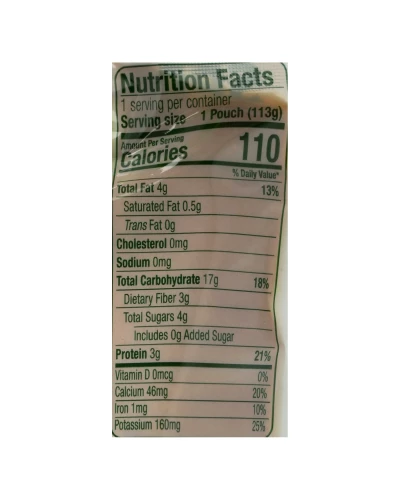 Nutrition Facts
1 serving per container
Serving size 1 Pouch (113g)
Amount Per Serving
Calories 110
% Daily Value*
Total Fat 4g 13%
Saturated Fat 0.5g
Trans Fat 0g
Cholesterol 0mg
Sodium 0mg
Total Carbohydrate 17g 18%
Dietary Fiber 3g
Total Sugars 4g
Includes 0g Added Sugar
Protein 3g 21%
Vitamin D 0mcg 0%
Calcium 46mg 20%
Iron 1mg 10%
Potassium 160mg 25%